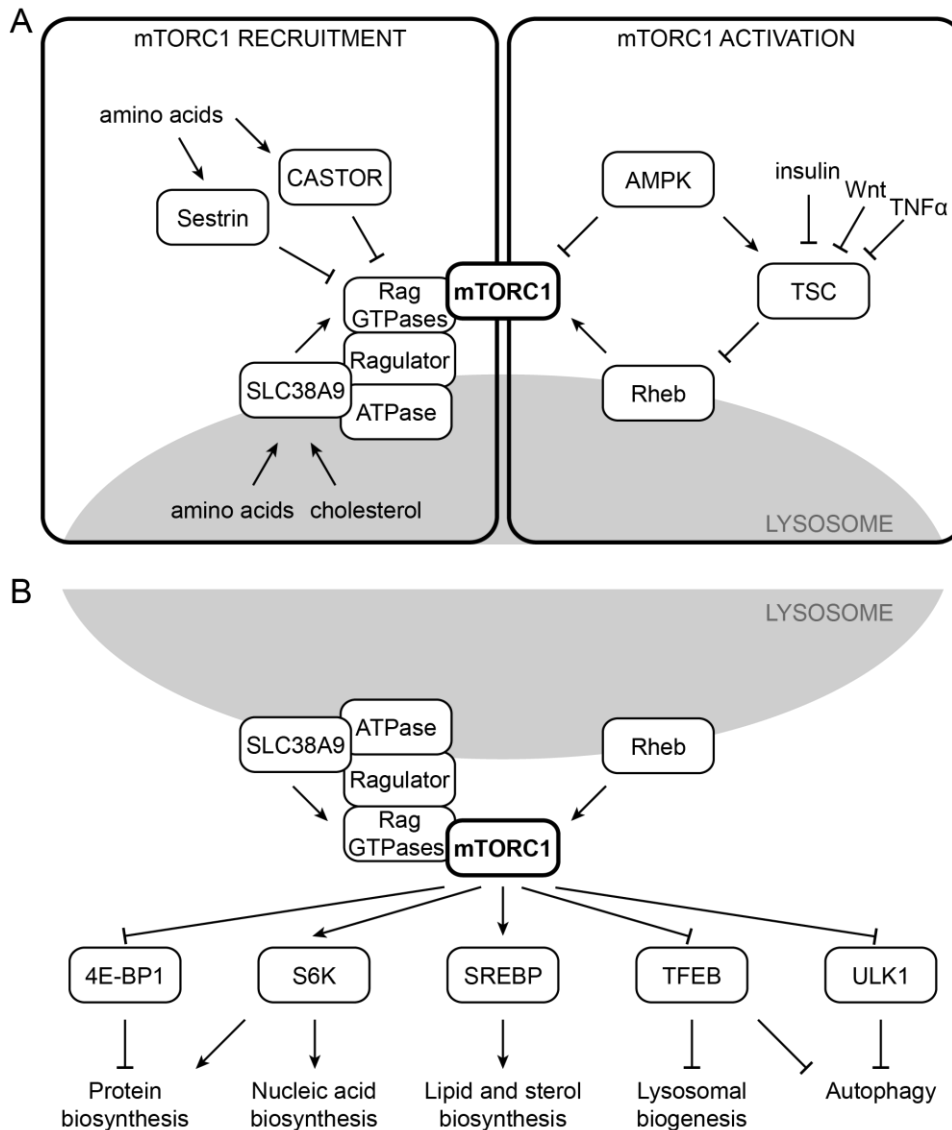 A
mTORC1 RECRUITMENT
mTORC1 ACTIVATION
amino acids
CASTOR
Sestrin
Rag
GTPases
mTORC1
Ragulator
SLC38A9
ATPase
amino acids
cholesterol
AMPK
insulin
Wnt
TNFα
TSC
Rheb
LYSOSOME
B
LYSOSOME
ATPase
SLC38A9
Ragulator
Rag
GTPases
mTORC1
Rheb
4E-BP1
S6K
SREBP
TFEB
ULK1
Protein
biosynthesis
Nucleic acid
biosynthesis
Lipid and sterol
biosynthesis
Lysosomal
biogenesis
Autophagy